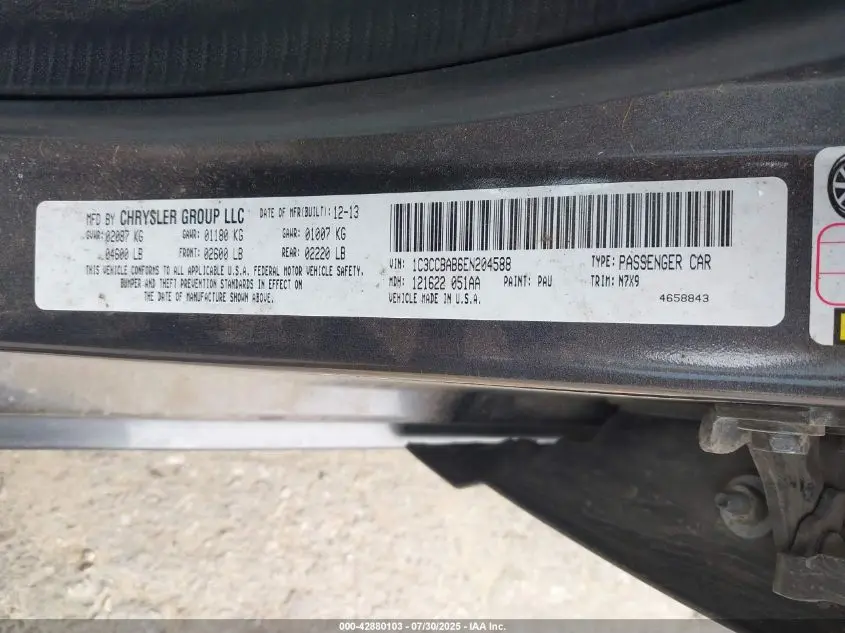 MFD BY CHRYSLER GROUP LLC DATE OF MFR(BUILT): 12-13
GVWR: 02087 KG GAWR: 01180 KG GAWR: 01007 KG
04600 LB FRONT: 02600 LB REAR: 02220 LB
THIS VEHICLE CONFORMS TO ALL APPLICABLE U.S.A. FEDERAL MOTOR VEHICLE SAFETY,
BUMPER AND THEFT PREVENTION STANDARDS IN EFFECT ON
THE DATE OF MANUFACTURE SHOWN ABOVE.
VIN: 1C3CCBAB6EN204588 TYPE: PASSENGER CAR
MDH: 121622 051AA PAINT: PAU TRIM: N7X9
VEHICLE MADE IN U.S.A. 4658843
000-42880103 / 07/30/2025 - IAA Inc.